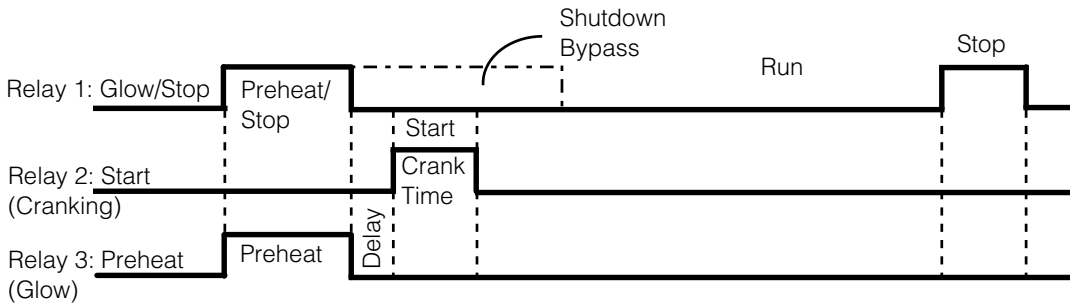 Shutdown
Bypass
Stop
Run
Relay 1: Glow/Stop
Preheat/
Stop
Start
Relay 2: Start
(Cranking)
Crank
Time
Delay
Relay 3: Preheat
(Glow)
Preheat